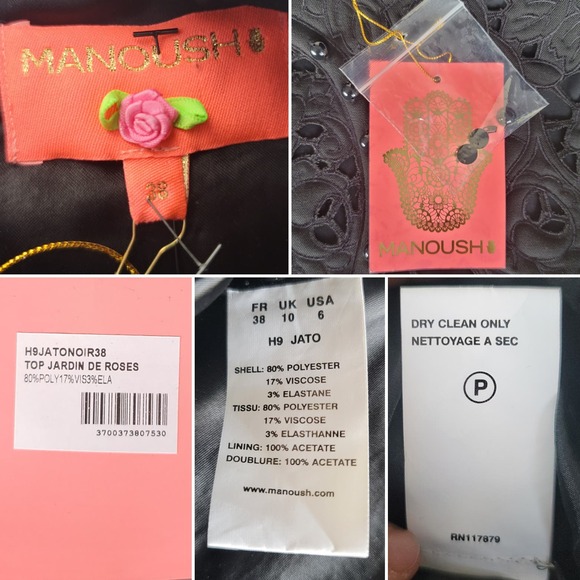 MANOUSH
38
MANOUSH
H9JATONOIR38
TOP JARDIN DE ROSES
80%POLY17%VIS3%ELA
3700373807530
FR UK USA
38 10 6
H9 JATO
SHELL: 80% POLYESTER
17% VISCOSE
3% ELASTANE
TISSU: 80% POLYESTER
17% VISCOSE
3% ELASTHANNE
LINING: 100% ACETATE
DOUBLURE: 100% ACETATE
www.manoush.com
DRY CLEAN ONLY
NETTOYAGE A SEC
P
RN117879